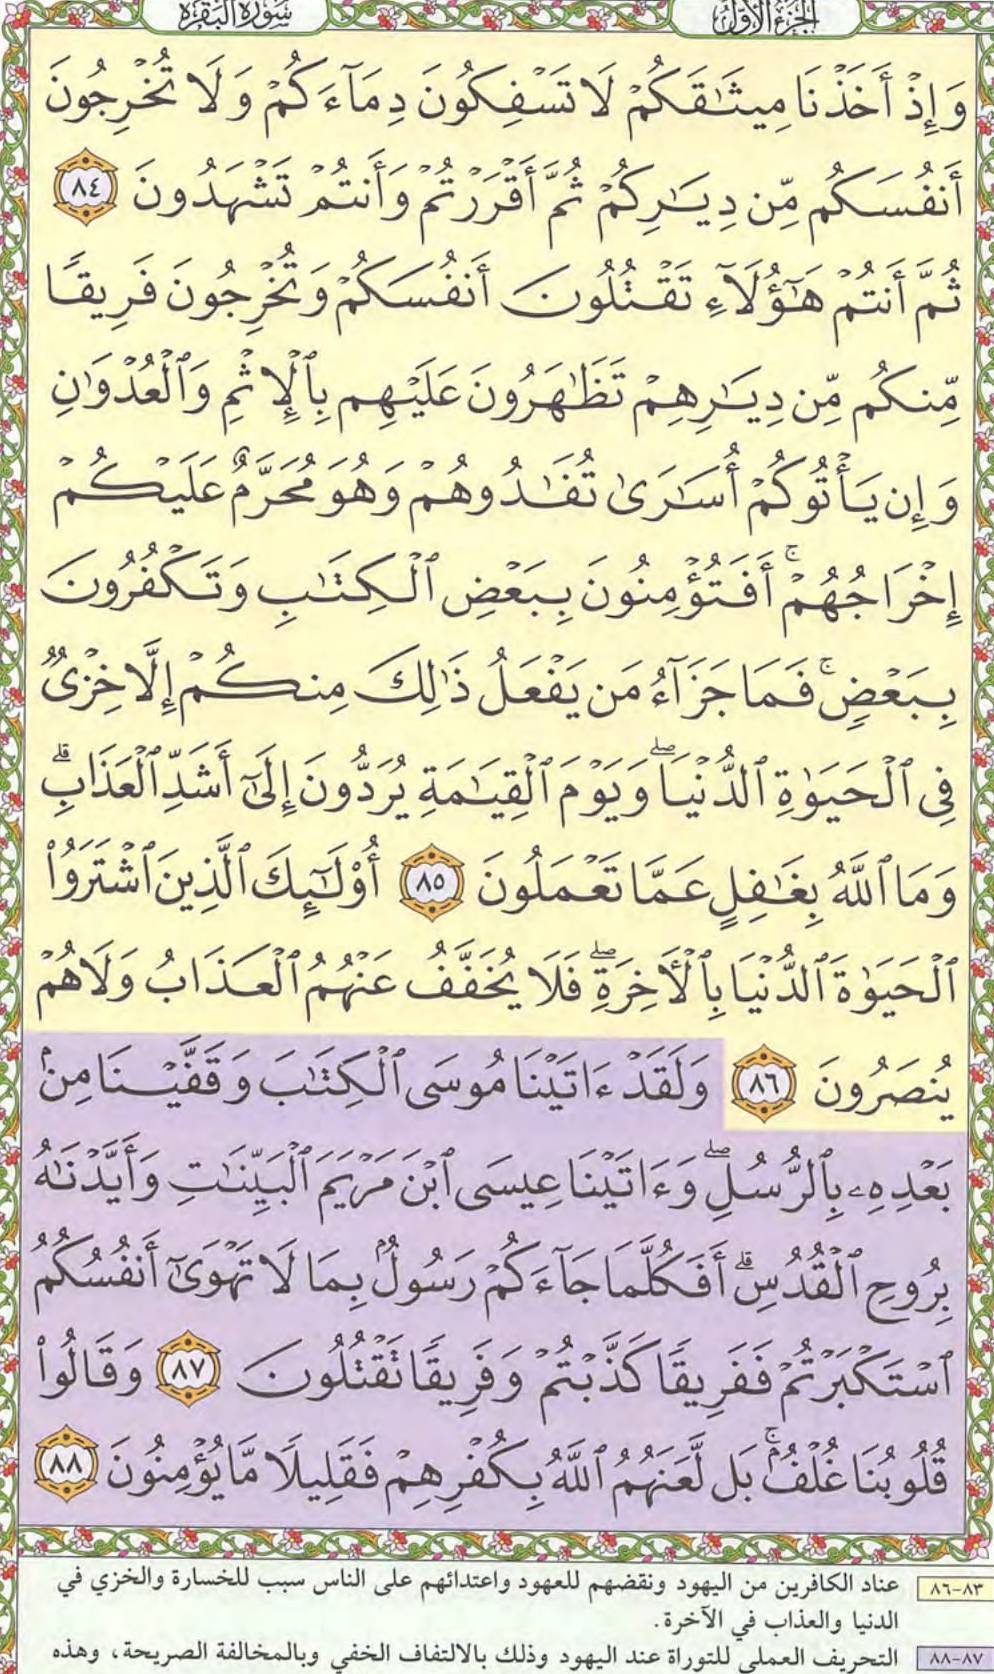 الجزء الأول
سورة البقرة
وَإِذْ أَخَذْنَا مِيثَٰقَكُمْ لَا تَسْفِكُونَ دِمَآءَكُمْ وَلَا تُخْرِجُونَ
أَنفُسَكُم مِّن دِيَٰرِكُمْ ثُمَّ أَقْرَرْتُمْ وَأَنتُمْ تَشْهَدُونَ ٨٤
ثُمَّ أَنتُمْ هَٰٓؤُلَآءِ تَقْتُلُونَ أَنفُسَكُمْ وَتُخْرِجُونَ فَرِيقًا
مِّنكُم مِّن دِيَٰرِهِمْ تَظَٰهَرُونَ عَلَيْهِم بِٱلْإِثْمِ وَٱلْعُدْوَٰنِ
وَإِن يَأْتُوكُمْ أُسَٰرَىٰ تُفَٰدُوهُمْ وَهُوَ مُحَرَّمٌ عَلَيْكُمْ
إِخْرَاجُهُمْ ۚ أَفَتُؤْمِنُونَ بِبَعْضِ ٱلْكِتَٰبِ وَتَكْفُرُونَ
بِبَعْضٍ ۚ فَمَا جَزَآءُ مَن يَفْعَلُ ذَٰلِكَ مِنكُمْ إِلَّا خِزْىٌ
فِى ٱلْحَيَوٰةِ ٱلدُّنْيَا ۖ وَيَوْمَ ٱلْقِيَٰمَةِ يُرَدُّونَ إِلَىٰٓ أَشَدِّ ٱلْعَذَابِ ۗ
وَمَا ٱللَّهُ بِغَٰفِلٍ عَمَّا تَعْمَلُونَ ٨٥ أُو۟لَٰٓئِكَ ٱلَّذِينَ ٱشْتَرَوُا۟
ٱلْحَيَوٰةَ ٱلدُّنْيَا بِٱلْءَاخِرَةِ ۖ فَلَا يُخَفَّفُ عَنْهُمُ ٱلْعَذَابُ وَلَا هُمْ
يُنصَرُونَ ٨٦ وَلَقَدْ ءَاتَيْنَا مُوسَى ٱلْكِتَٰبَ وَقَفَّيْنَا مِنۢ
بَعْدِهِۦ بِٱلرُّسُلِ ۖ وَءَاتَيْنَا عِيسَى ٱبْنَ مَرْيَمَ ٱلْبَيِّنَٰتِ وَأَيَّدْنَٰهُ
بِرُوحِ ٱلْقُدُسِ ۗ أَفَكُلَّمَا جَآءَكُمْ رَسُولٌۢ بِمَا لَا تَهْوَىٰٓ أَنفُسُكُمُ
ٱسْتَكْبَرْتُمْ فَفَرِيقًا كَذَّبْتُمْ وَفَرِيقًا تَقْتُلُونَ ٨٧ وَقَالُوا۟
قُلُوبُنَا غُلْفٌۢ ۚ بَل لَّعَنَهُمُ ٱللَّهُ بِكُفْرِهِمْ فَقَلِيلًا مَّا يُؤْمِنُونَ ٨٨
٨٣-٨٦ عناد الكافرين من اليهود ونقضهم للعهود واعتدائهم على الناس سبب للخسارة والخزي في
الدنيا والعذاب في الآخرة.
٨٧-٨٨ التحريف العملي للتوراة عند اليهود وذلك بالالتفاف الخفي وبالمخالفة الصريحة، وهذه